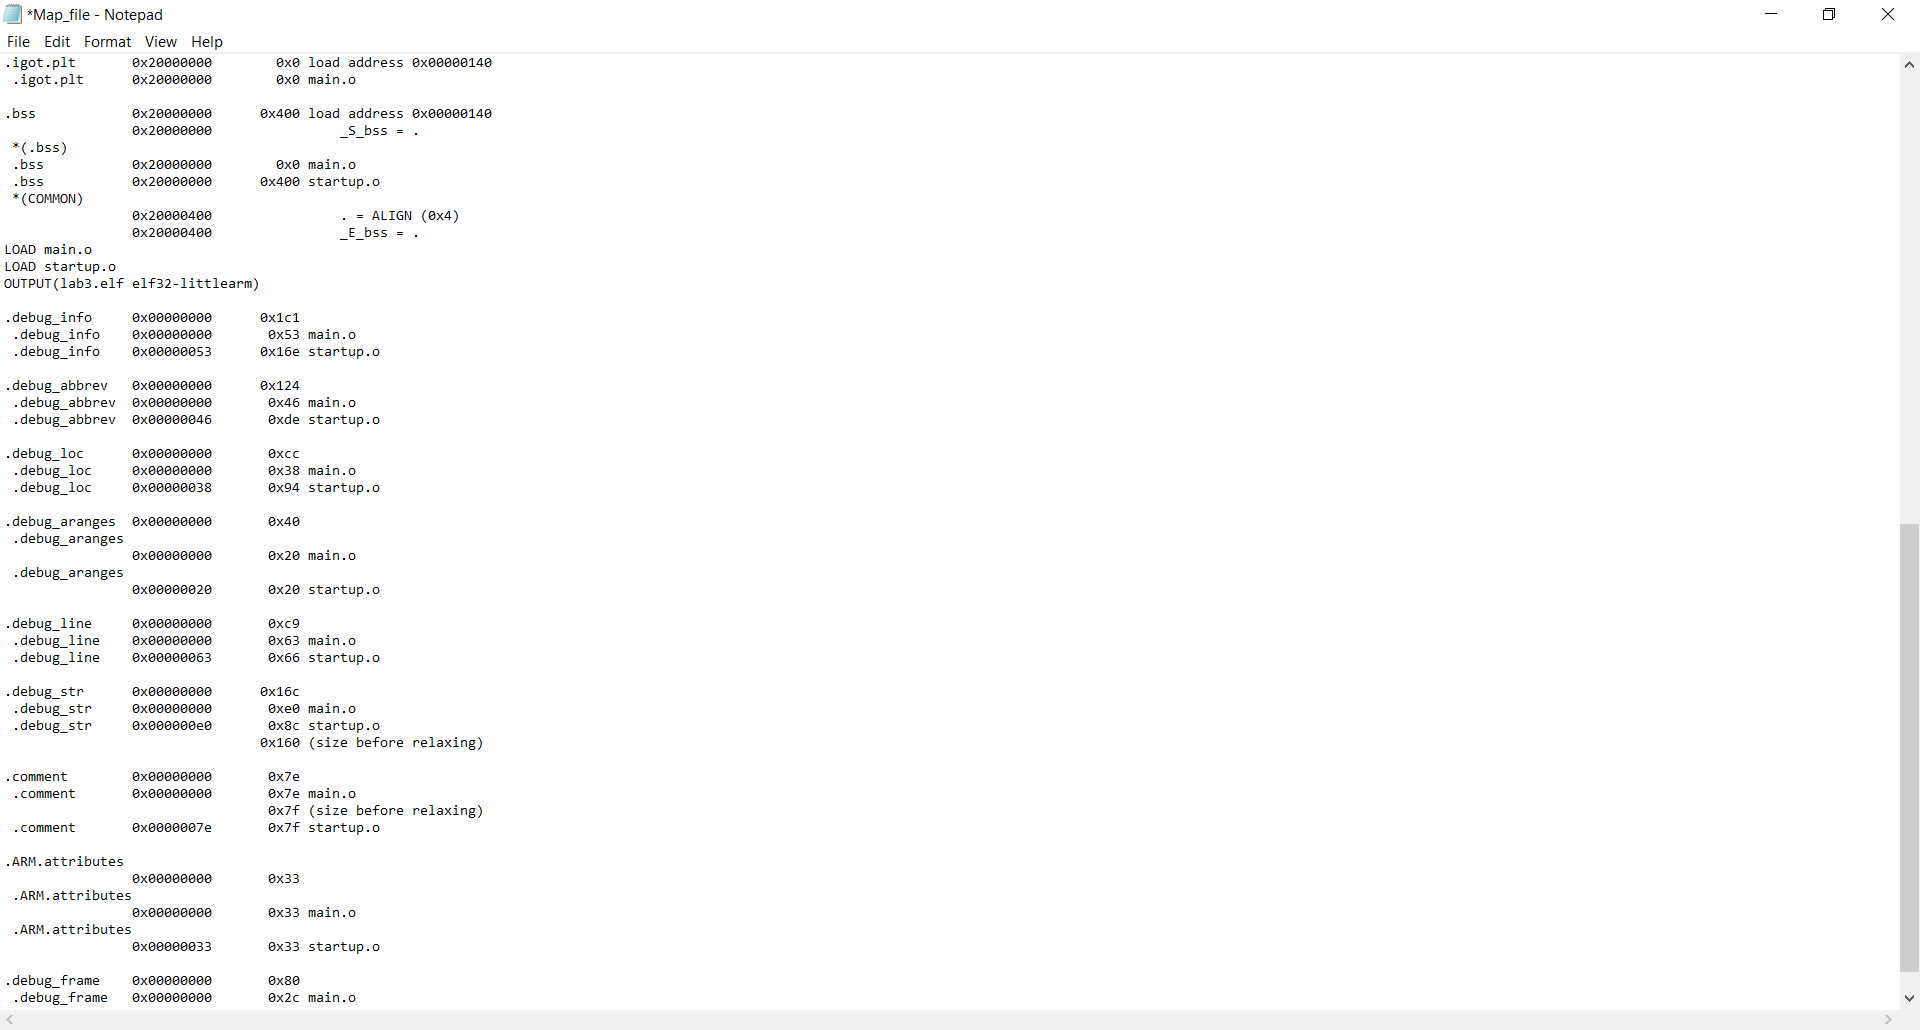 *Map_file - Notepad
File Edit Format View Help
.igot.plt       0x20000000        0x0 load address 0x00000140
 .igot.plt      0x20000000        0x0 main.o

.bss            0x20000000      0x400 load address 0x00000140
                0x20000000                _S_bss = .
 *(.bss)
 .bss           0x20000000        0x0 main.o
 .bss           0x20000000      0x400 startup.o
 *(COMMON)
                0x20000400                . = ALIGN (0x4)
                0x20000400                _E_bss = .
LOAD main.o
LOAD startup.o
OUTPUT(lab3.elf elf32-littlearm)

.debug_info     0x00000000      0x1c1
 .debug_info    0x00000000       0x53 main.o
 .debug_info    0x00000053      0x16e startup.o

.debug_abbrev   0x00000000      0x124
 .debug_abbrev  0x00000000       0x46 main.o
 .debug_abbrev  0x00000046       0xde startup.o

.debug_loc      0x00000000       0xcc
 .debug_loc     0x00000000       0x38 main.o
 .debug_loc     0x00000038       0x94 startup.o

.debug_aranges  0x00000000       0x40
 .debug_aranges
                0x00000000       0x20 main.o
 .debug_aranges
                0x00000020       0x20 startup.o

.debug_line     0x00000000       0xc9
 .debug_line    0x00000000       0x63 main.o
 .debug_line    0x00000063       0x66 startup.o

.debug_str      0x00000000      0x16c
 .debug_str     0x00000000       0xe0 main.o
 .debug_str     0x000000e0       0x8c startup.o
                                0x160 (size before relaxing)

.comment        0x00000000       0x7e
 .comment       0x00000000       0x7e main.o
                                 0x7f (size before relaxing)
 .comment       0x0000007e       0x7f startup.o

.ARM.attributes
                0x00000000       0x33
 .ARM.attributes
                0x00000000       0x33 main.o
 .ARM.attributes
                0x00000033       0x33 startup.o

.debug_frame    0x00000000       0x80
 .debug_frame   0x00000000       0x2c main.o